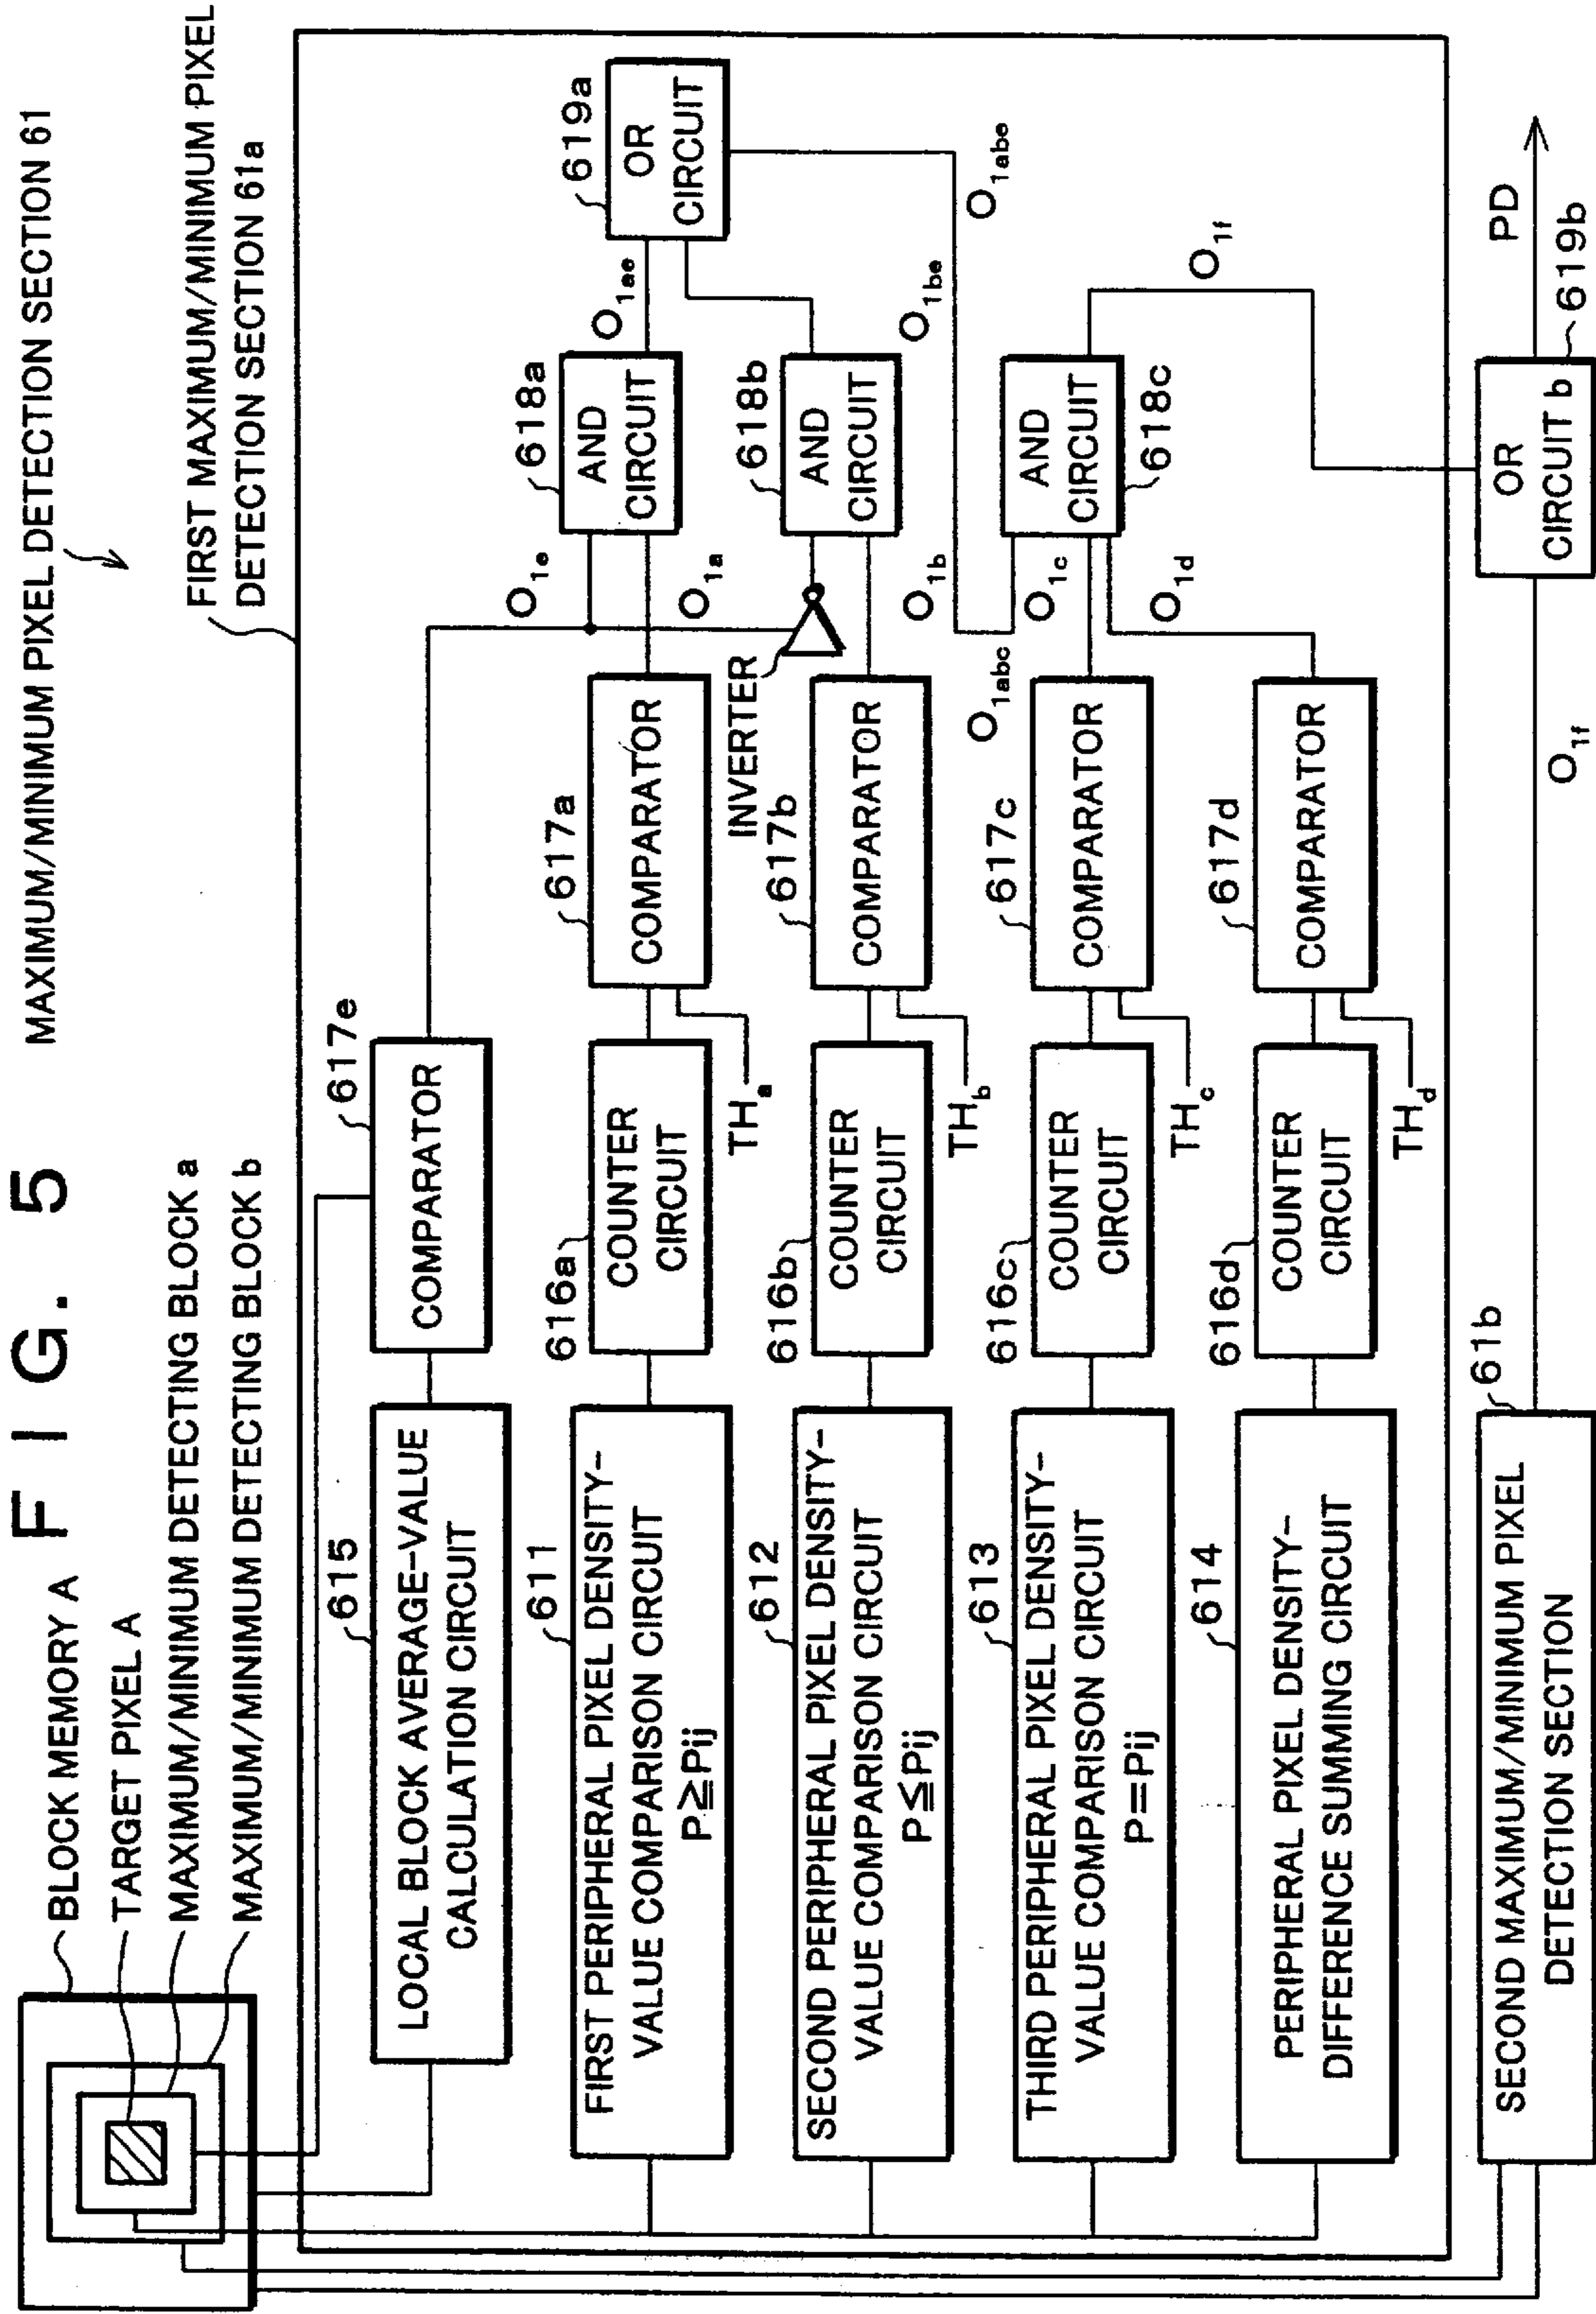 FIG. 5
MAXIMUM/MINIMUM PIXEL DETECTION SECTION 61
BLOCK MEMORY A
TARGET PIXEL A
MAXIMUM/MINIMUM DETECTING BLOCK a
MAXIMUM/MINIMUM DETECTING BLOCK b
FIRST MAXIMUM/MINIMUM PIXEL
DETECTION SECTION 61a
615
LOCAL BLOCK AVERAGE-VALUE
CALCULATION CIRCUIT
617e
COMPARATOR
O1e
611
FIRST PERIPHERAL PIXEL DENSITY-
VALUE COMPARISON CIRCUIT
P≧Pij
616a
COUNTER
CIRCUIT
THa
617a
COMPARATOR
O1a
618a
AND
CIRCUIT
O1ae
619a
OR
CIRCUIT
INVERTER
612
SECOND PERIPHERAL PIXEL DENSITY-
VALUE COMPARISON CIRCUIT
P≦Pij
616b
COUNTER
CIRCUIT
THb
617b
COMPARATOR
O1b
618b
AND
CIRCUIT
O1be
O1abe
613
THIRD PERIPHERAL PIXEL DENSITY-
VALUE COMPARISON CIRCUIT
P=Pij
616c
COUNTER
CIRCUIT
THc
617c
COMPARATOR
O1abc
O1c
AND
CIRCUIT
618c
O1f
614
PERIPHERAL PIXEL DENSITY-
DIFFERENCE SUMMING CIRCUIT
616d
COUNTER
CIRCUIT
THd
617d
COMPARATOR
O1d
61b
SECOND MAXIMUM/MINIMUM PIXEL
DETECTION SECTION
O1f
OR
CIRCUIT b
619b
PD